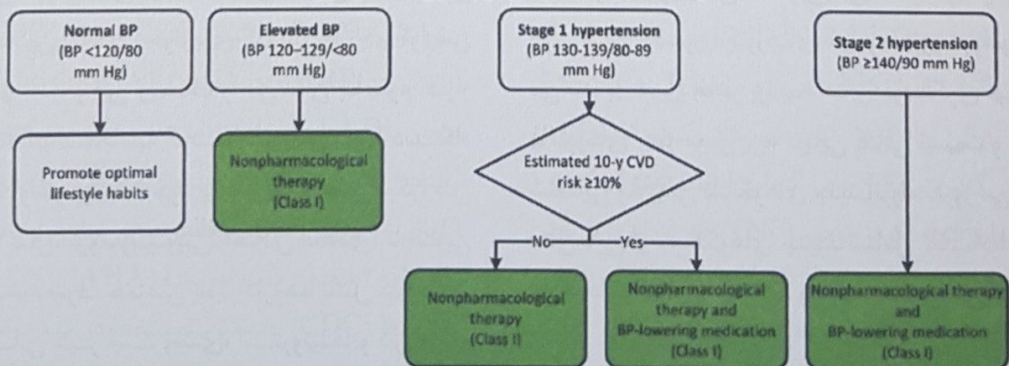 Normal BP
(BP <120/80
mm Hg)
Elevated BP
(BP 120–129/<80
mm Hg)
Stage 1 hypertension
(BP 130-139/80-89
mm Hg)
Stage 2 hypertension
(BP ≥140/90 mm Hg)
Promote optimal
lifestyle habits
Nonpharmacological
therapy
(Class I)
Estimated 10-y CVD
risk ≥10%
No
Yes
Nonpharmacological
therapy
(Class I)
Nonpharmacological
therapy and
BP-lowering medication
(Class I)
Nonpharmacological therapy
and
BP-lowering medication
(Class I)